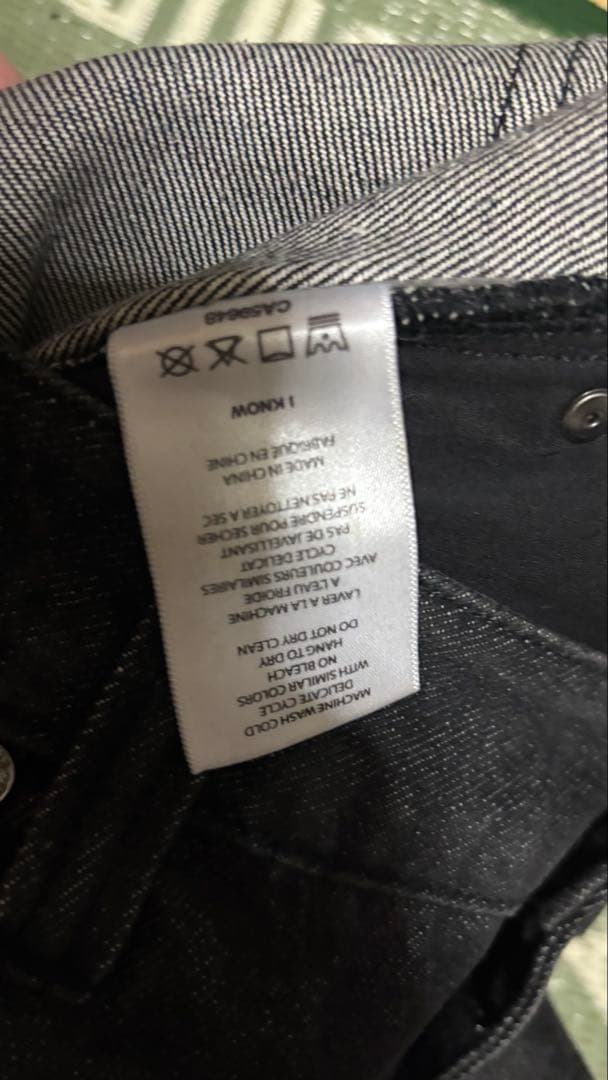 MACHINE WASH COLD
DELICATE CYCLE
WITH SIMILAR COLORS
NO BLEACH
HANG TO DRY
DO NOT DRY CLEAN
LAVER A LA MACHINE
A L'EAU FROIDE
AVEC COULEURS SIMILAIRES
CYCLE DELICAT
PAS DE JAVELLISANT
SUSPENDRE POUR SECHER
NE PAS NETTOYER A SEC
MADE IN CHINA
FABRIQUE EN CHINE
I KNOW
CA59648